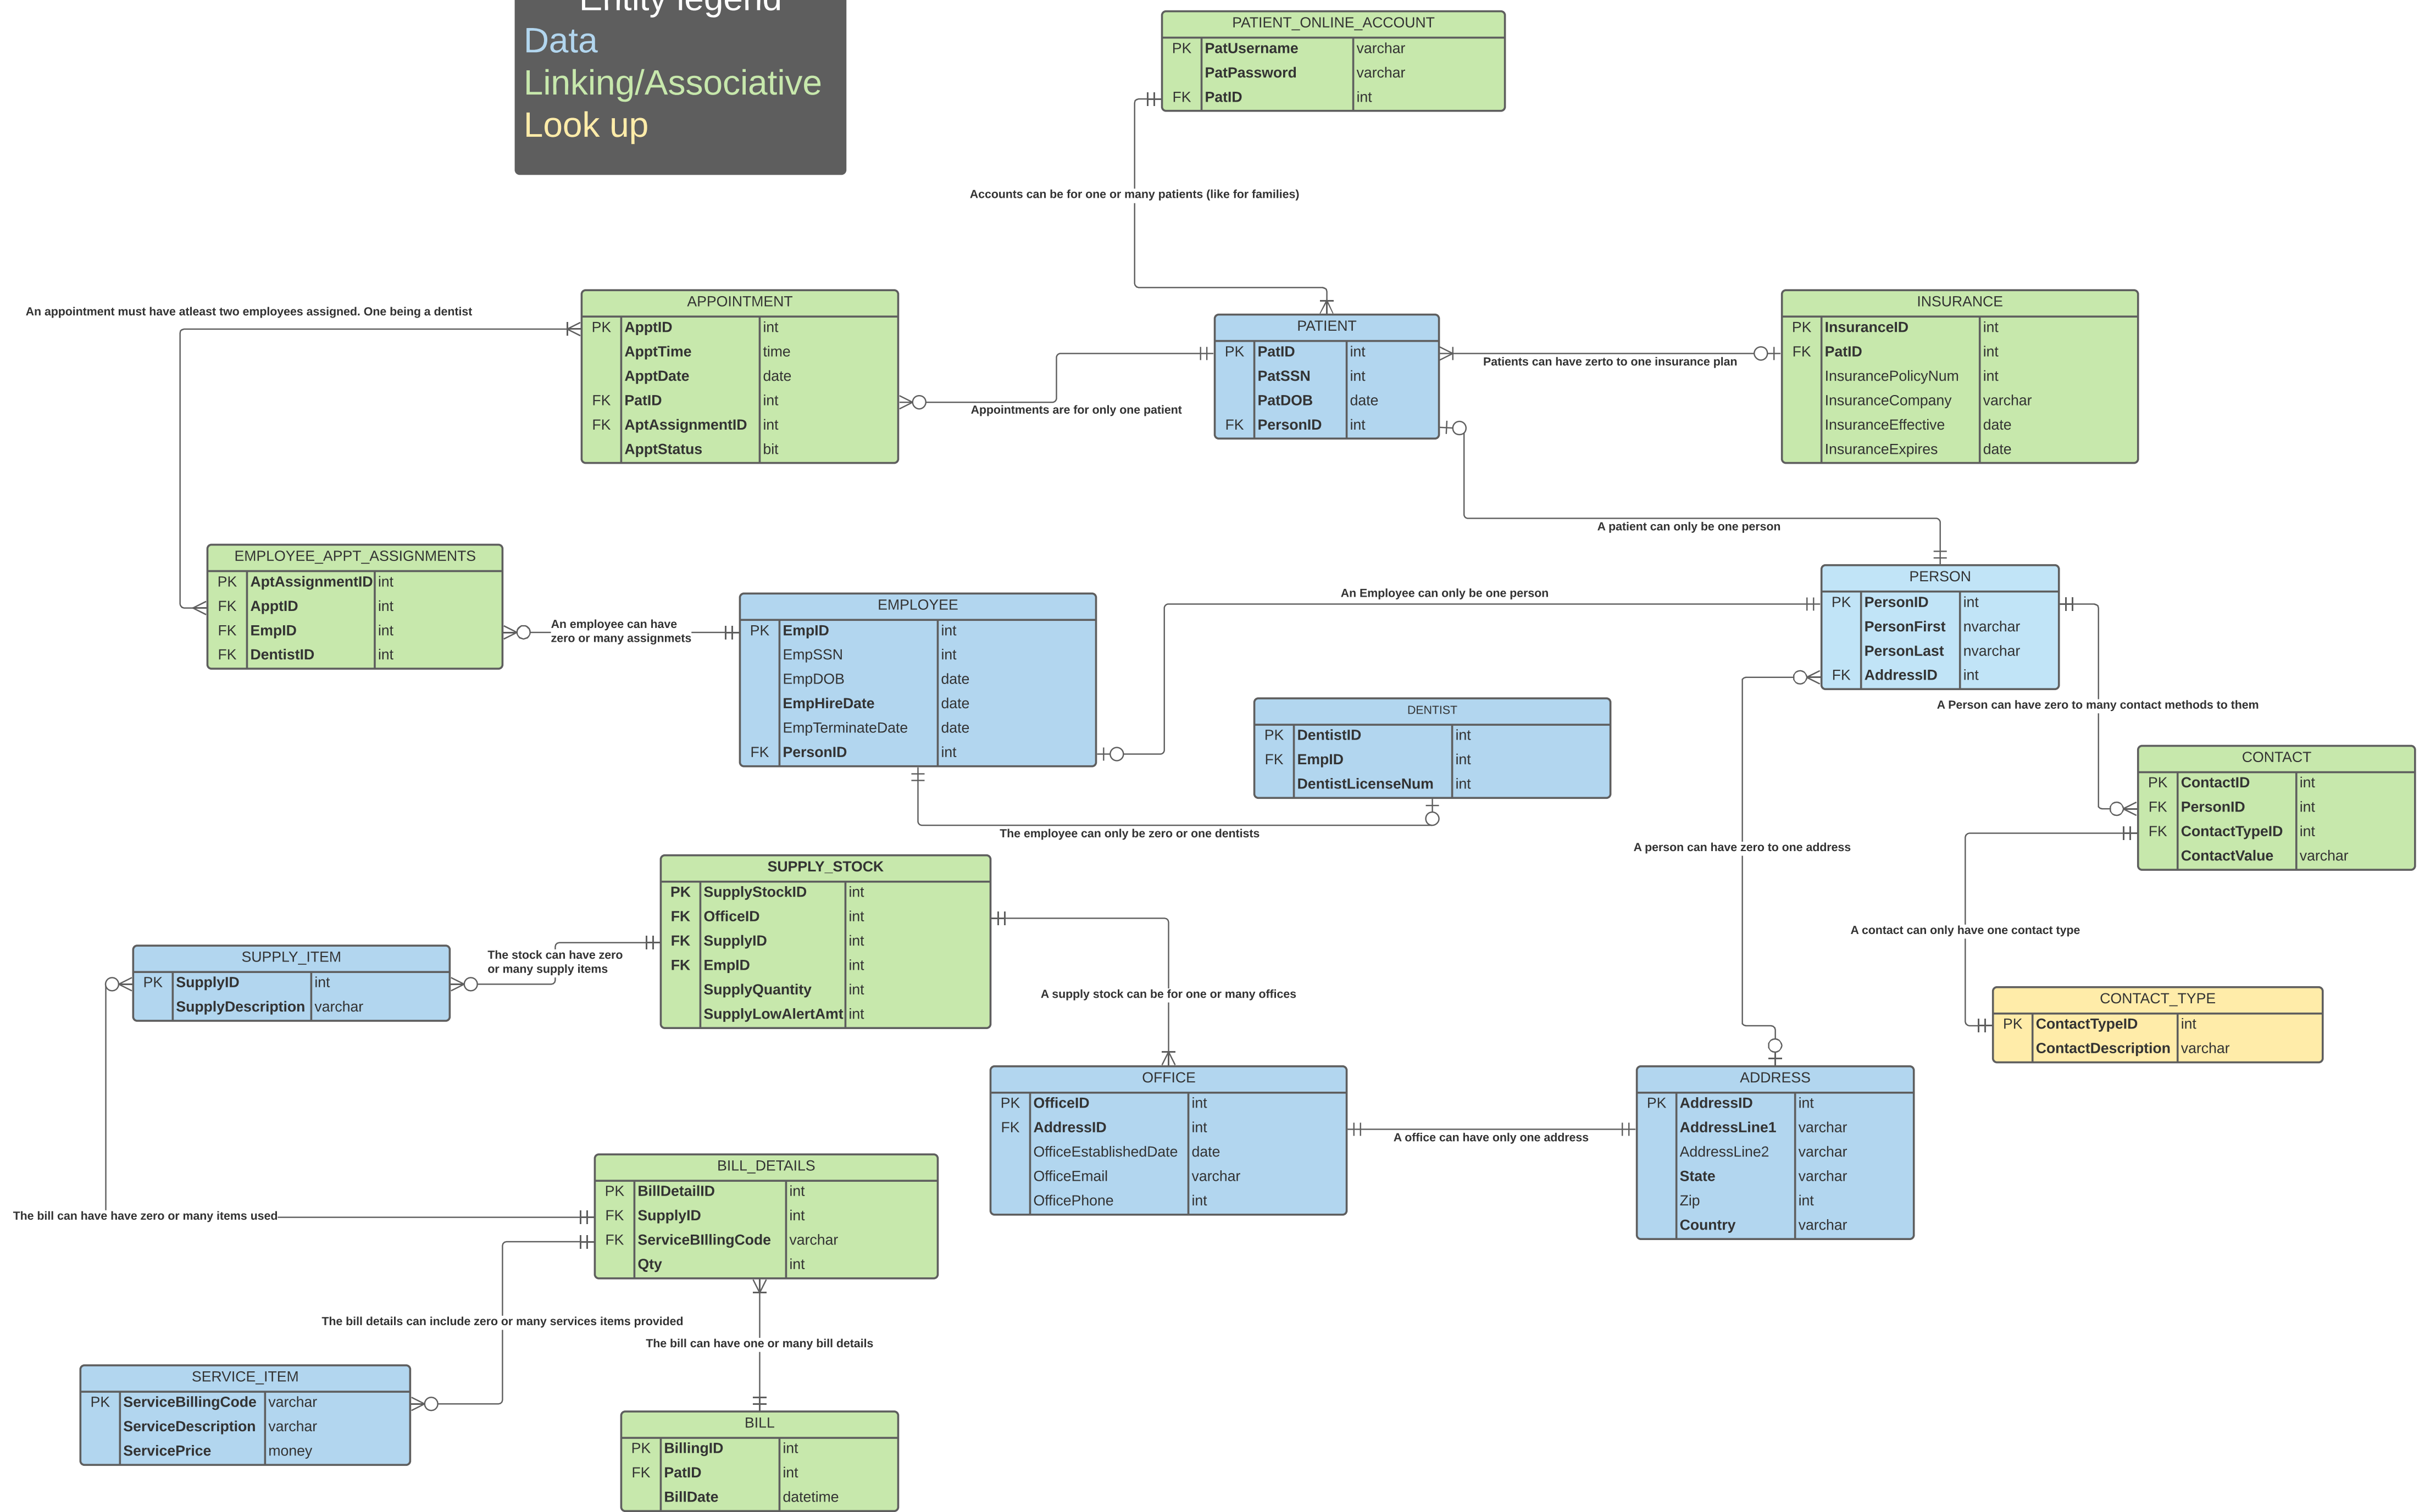 Entity legend
Data
Linking/Associative
Look up
PATIENT_ONLINE_ACCOUNT
PK PatUsername varchar
PatPassword varchar
FK PatID int
Accounts can be for one or many patients (like for families)
An appointment must have atleast two employees assigned. One being a dentist
APPOINTMENT
PK ApptID int
ApptTime time
ApptDate date
FK PatID int
FK AptAssignmentID int
ApptStatus bit
Appointments are for only one patient
PATIENT
PK PatID int
PatSSN int
PatDOB date
FK PersonID int
Patients can have zerto to one insurance plan
INSURANCE
PK InsuranceID int
FK PatID int
InsurancePolicyNum int
InsuranceCompany varchar
InsuranceEffective date
InsuranceExpires date
A patient can only be one person
EMPLOYEE_APPT_ASSIGNMENTS
PK AptAssignmentID int
FK ApptID int
FK EmpID int
FK DentistID int
An employee can have
zero or many assignmets
EMPLOYEE
PK EmpID int
EmpSSN int
EmpDOB date
EmpHireDate date
EmpTerminateDate date
FK PersonID int
An Employee can only be one person
PERSON
PK PersonID int
PersonFirst nvarchar
PersonLast nvarchar
FK AddressID int
A Person can have zero to many contact methods to them
DENTIST
PK DentistID int
FK EmpID int
DentistLicenseNum int
The employee can only be zero or one dentists
CONTACT
PK ContactID int
FK PersonID int
FK ContactTypeID int
ContactValue varchar
A person can have zero to one address
A contact can only have one contact type
SUPPLY_STOCK
PK SupplyStockID int
FK OfficeID int
FK SupplyID int
FK EmpID int
SupplyQuantity int
SupplyLowAlertAmt int
The stock can have zero
or many supply items
SUPPLY_ITEM
PK SupplyID int
SupplyDescription varchar
A supply stock can be for one or many offices
CONTACT_TYPE
PK ContactTypeID int
ContactDescription varchar
OFFICE
PK OfficeID int
FK AddressID int
OfficeEstablishedDate date
OfficeEmail varchar
OfficePhone int
A office can have only one address
ADDRESS
PK AddressID int
AddressLine1 varchar
AddressLine2 varchar
State varchar
Zip int
Country varchar
BILL_DETAILS
PK BillDetailID int
FK SupplyID int
FK ServiceBIllingCode varchar
Qty int
The bill can have have zero or many items used
The bill details can include zero or many services items provided
The bill can have one or many bill details
SERVICE_ITEM
PK ServiceBillingCode varchar
ServiceDescription varchar
ServicePrice money
BILL
PK BillingID int
FK PatID int
BillDate datetime